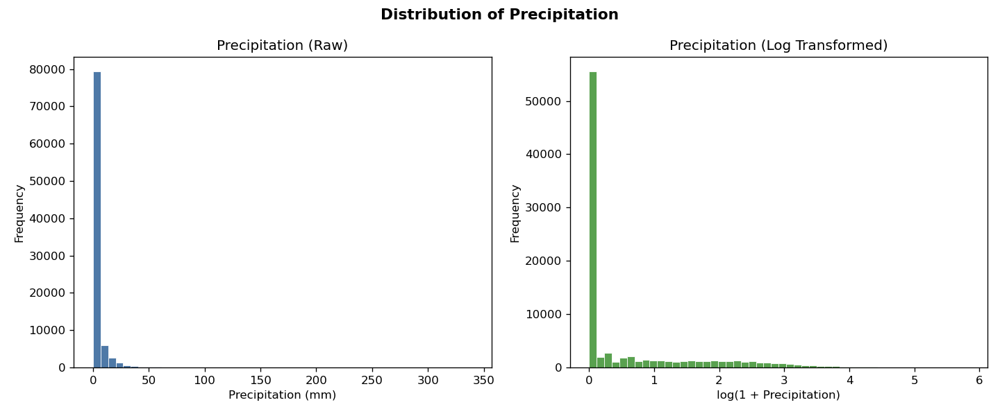 Distribution of Precipitation
Precipitation (Raw)
80000
70000
60000
50000
40000
30000
20000
10000
0
Frequency
0 50 100 150 200 250 300 350
Precipitation (mm)
Precipitation (Log Transformed)
50000
40000
30000
20000
10000
0
Frequency
0 1 2 3 4 5 6
log(1 + Precipitation)